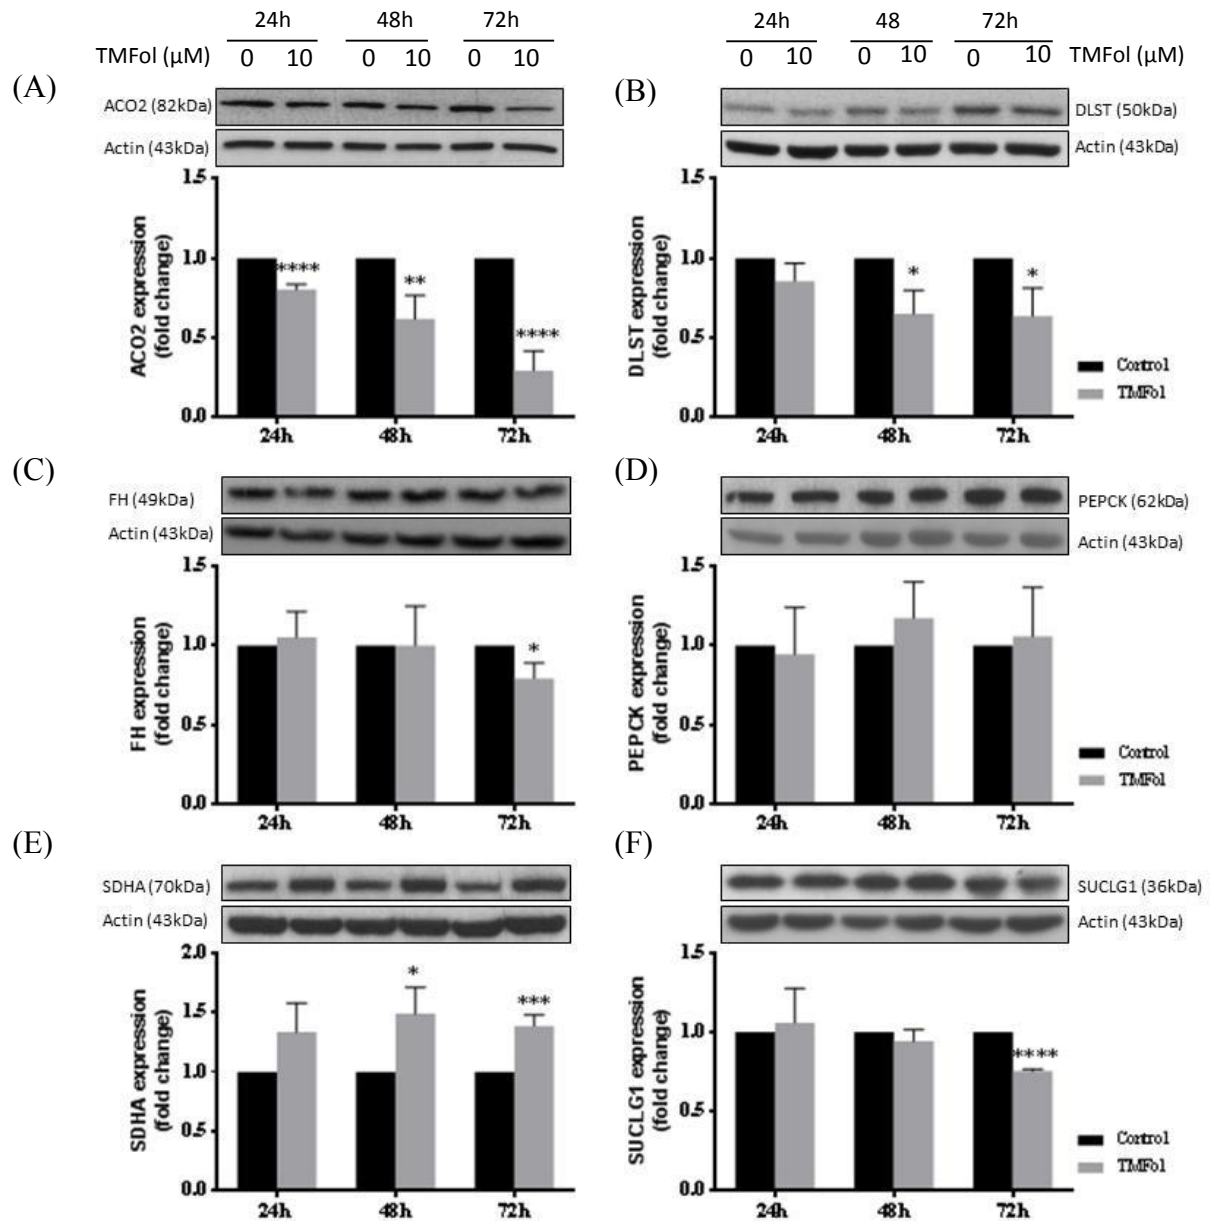 24h 48h 72h
TMFol (µM) 0 10 0 10 0 10
24h 48 72h
0 10 0 10 0 10 TMFol (µM)
(A)
ACO2 (82kDa)
Actin (43kDa)
1.5
1.0
0.5
0.0
ACO2 expression
(fold change)
****
**
****
24h 48h 72h
(B)
DLST (50kDa)
Actin (43kDa)
1.5
1.0
0.5
0.0
DLST expression
(fold change)
*
*
24h 48h 72h
Control
TMFol
(C)
FH (49kDa)
Actin (43kDa)
1.5
1.0
0.5
0.0
FH expression
(fold change)
*
24h 48h 72h
(D)
PEPCK (62kDa)
Actin (43kDa)
1.5
1.0
0.5
0.0
PEPCK expression
(fold change)
24h 48h 72h
Control
TMFol
(E)
SDHA (70kDa)
Actin (43kDa)
2.0
1.5
1.0
0.5
0.0
SDHA expression
(fold change)
*
***
24h 48h 72h
(F)
SUCLG1 (36kDa)
Actin (43kDa)
1.5
1.0
0.5
0.0
SUCLG1 expression
(fold change)
****
24h 48h 72h
Control
TMFol